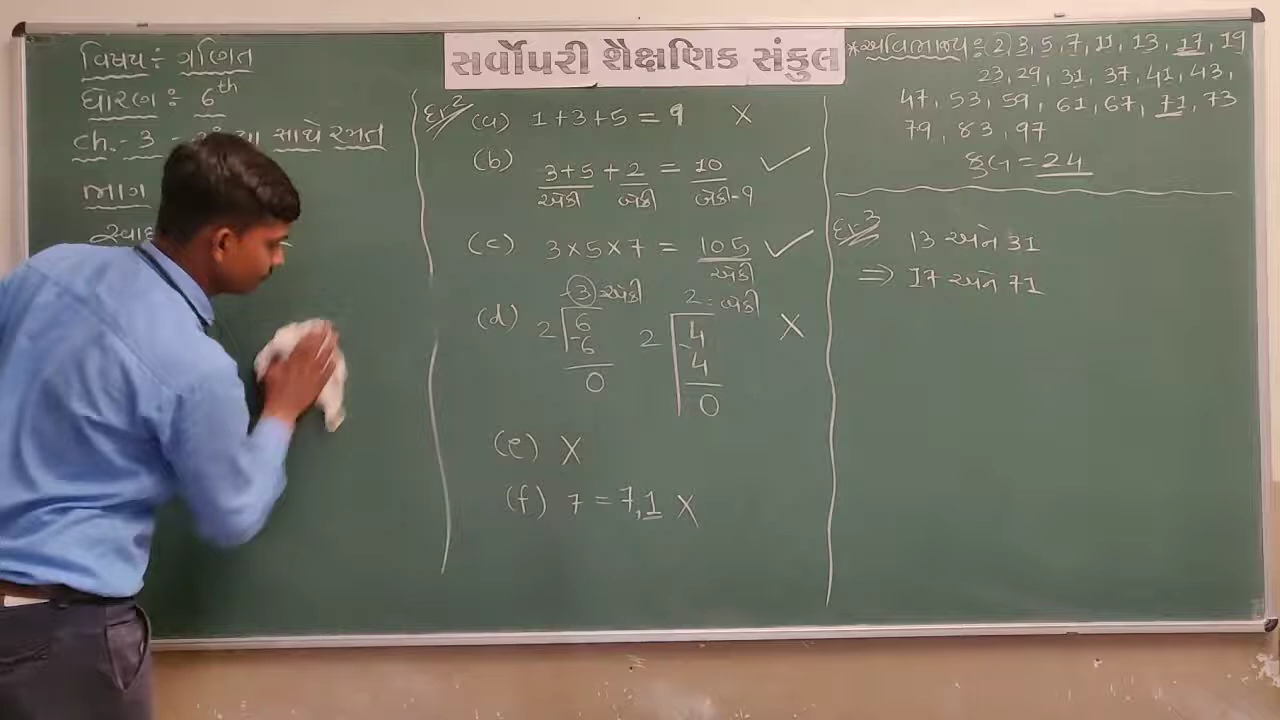 સર્વોપરી શૈક્ષણિક સંકુલ
વિષય : ગણિત
ધોરણ : 6th
ch. - 3 - સાથે રમત
ભાગ
સ્વાધ્
(a) 1 + 3 + 5 = 9 X
(b) 3 + 5 + 2 = 10 ✓
એકી બેકી બેકી - 9
(c) 3 × 5 × 7 = 105 ✓
એકી
3 = એકી 2 = બેકી
(d) 2 6 2 4 X
- 6 - 4
0 0
(e) X
(f) 7 = 7, 1 X
* અવિભાજ્ય : 2, 3, 5, 7, 11, 13, 17, 19
23, 29, 31, 37, 41, 43,
47, 53, 59, 61, 67, 71, 73
79, 83, 97
કુલ = 24
13 અને 31
⇒ 17 અને 71